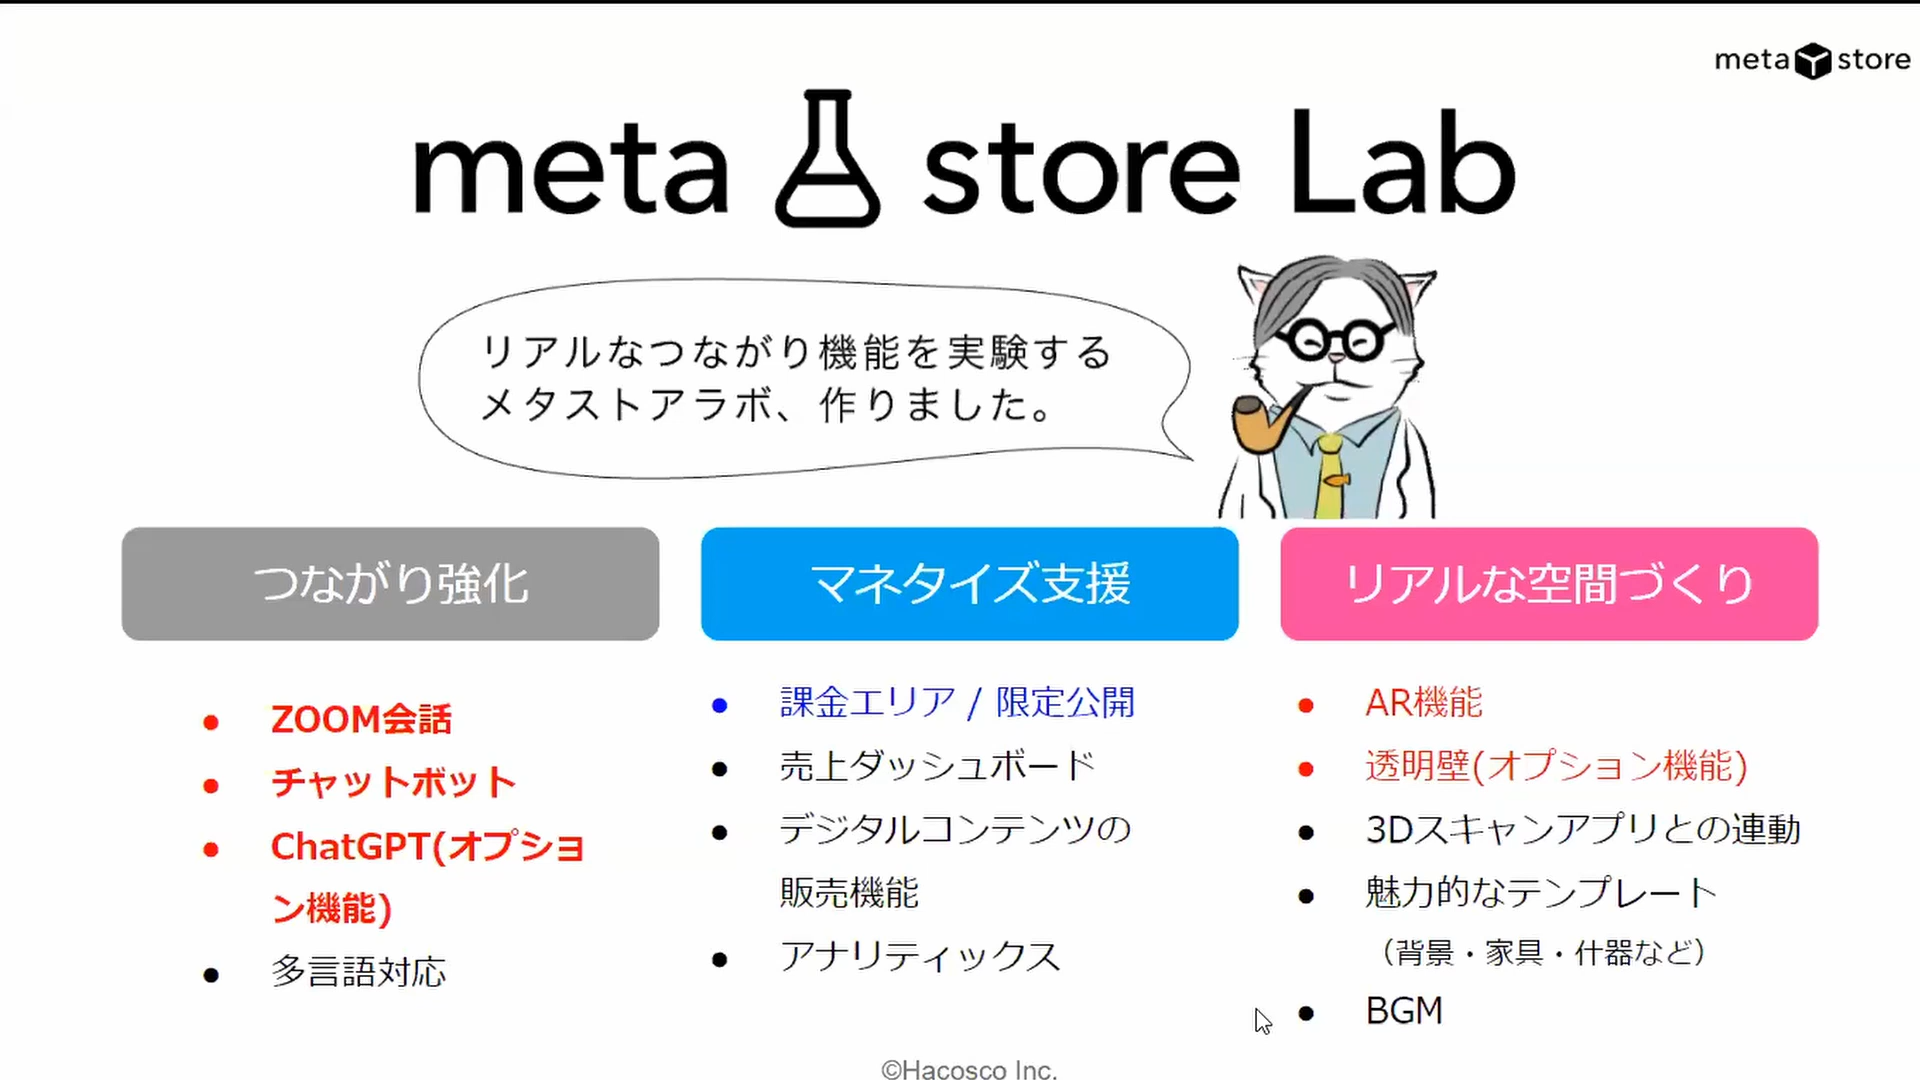 meta store
meta store Lab
リアルなつながり機能を実験する
メタストアラボ、作りました。
つながり強化
● ZOOM会話
● チャットボット
● ChatGPT(オプショ
ン機能)
● 多言語対応
マネタイズ支援
● 課金エリア / 限定公開
● 売上ダッシュボード
● デジタルコンテンツの
販売機能
● アナリティックス
リアルな空間づくり
● AR機能
● 透明壁(オプション機能)
● 3Dスキャンアプリとの連動
● 魅力的なテンプレート
（背景・家具・什器など）
● BGM
©Hacosco Inc.